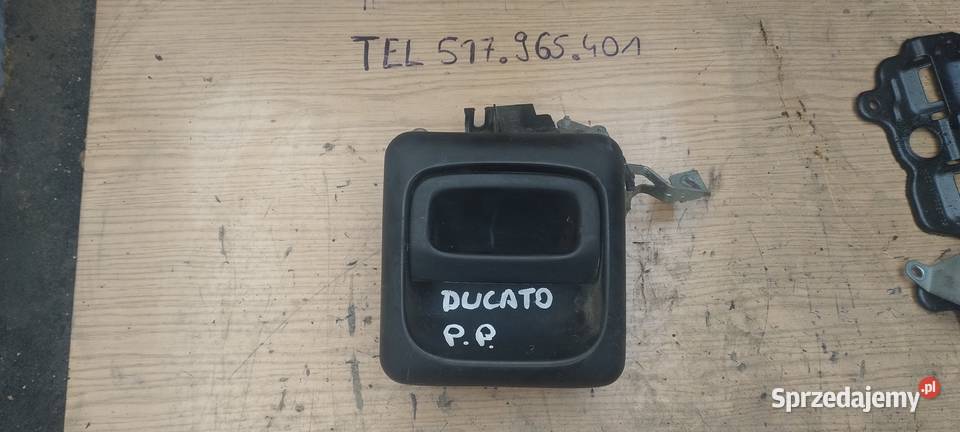 TEL 517.965.401
DUCATO
P.P.
Sprzedajemy.pl